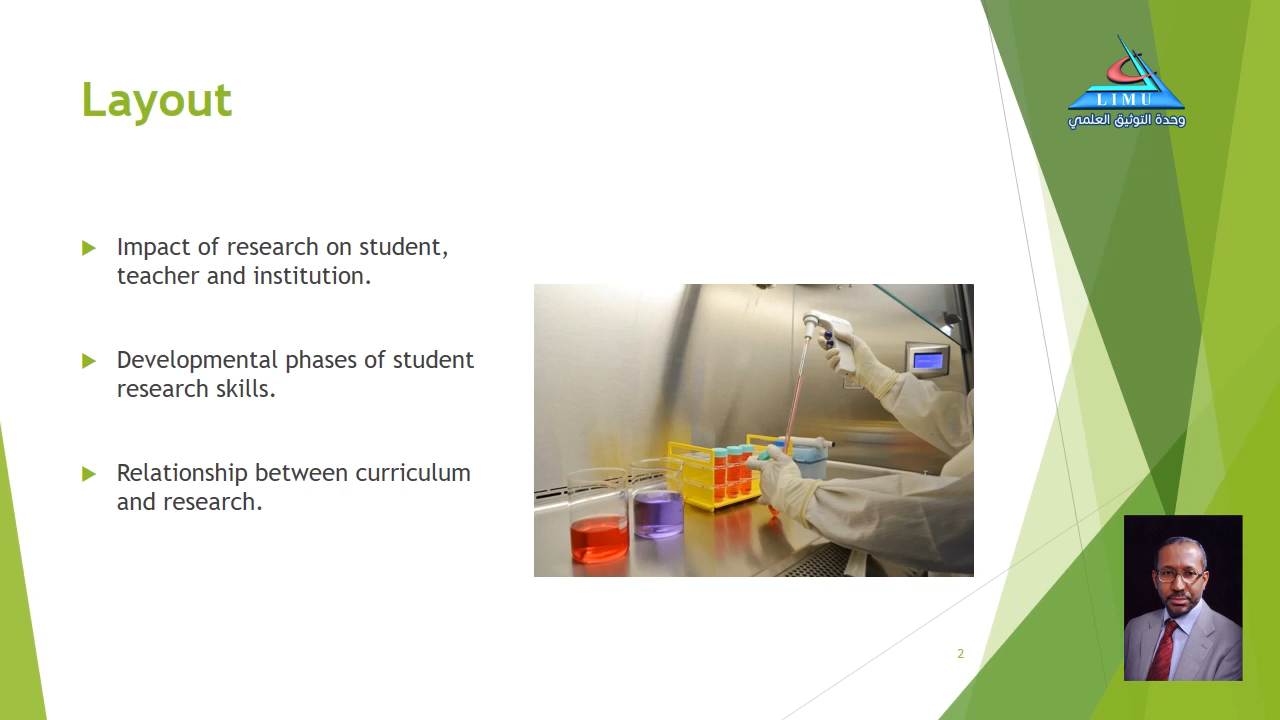 Layout
LIMU
وحدة التوثيق العلمي
Impact of research on student,
teacher and institution.
Developmental phases of student
research skills.
Relationship between curriculum
and research.
2